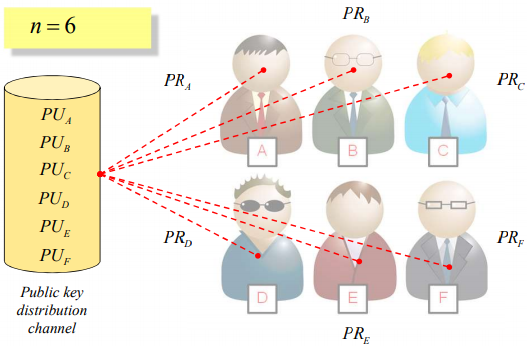 n = 6
PR_B
PR_A
PR_C
PU_A
PU_B
PU_C
PU_D
PU_E
PU_F
A
B
C
PR_D
PR_F
D
E
F
Public key
distribution
channel
PR_E